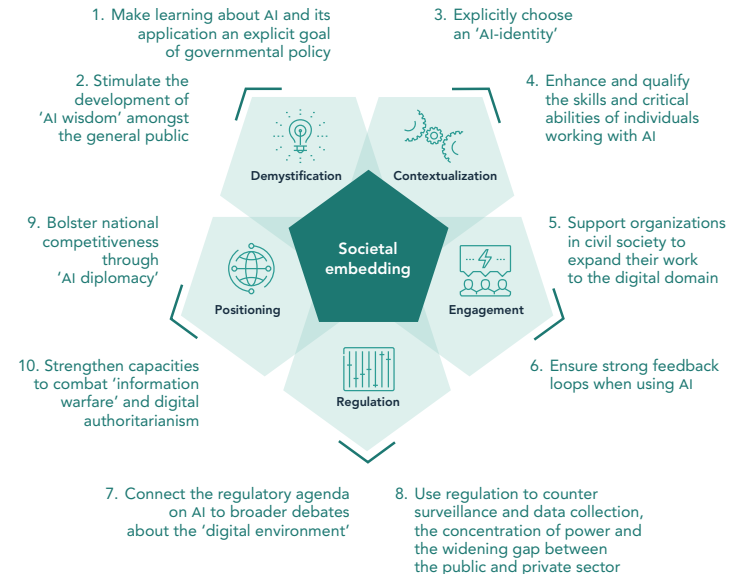 1. Make learning about AI and its
application an explicit goal
of governmental policy
2. Stimulate the
development of
‘AI wisdom’ amongst
the general public
3. Explicitly choose
an ‘AI-identity’
4. Enhance and qualify
the skills and critical
abilities of individuals
working with AI
Demystification
Contextualization
Societal
embedding
9. Bolster national
competitiveness
through
‘AI diplomacy’
Positioning
Engagement
5. Support organizations
in civil society to
expand their work
to the digital domain
10. Strengthen capacities
to combat ‘information
warfare’ and digital
authoritarianism
Regulation
6. Ensure strong feedback
loops when using AI
7. Connect the regulatory agenda
on AI to broader debates
about the ‘digital environment’
8. Use regulation to counter
surveillance and data collection,
the concentration of power and
the widening gap between
the public and private sector